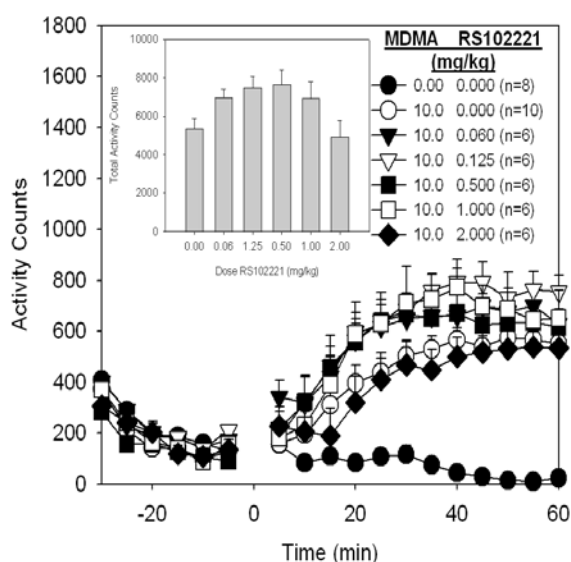 MDMA RS102221
(mg/kg)
0.00 0.000 (n=8)
10.0 0.000 (n=10)
10.0 0.060 (n=6)
10.0 0.125 (n=6)
10.0 0.500 (n=6)
10.0 1.000 (n=6)
10.0 2.000 (n=6)
Total Activity Counts
10000
8000
6000
4000
2000
0
0.00 0.06 1.25 0.50 1.00 2.00
Dose RS102221 (mg/kg)
Activity Counts
1800
1600
1400
1200
1000
800
600
400
200
0
-20 0 20 40 60
Time (min)